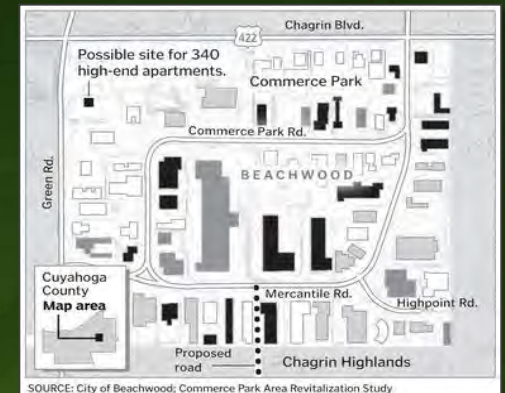 Chagrin Blvd.
422
Possible site for 340
high-end apartments.
Commerce Park
Commerce Park Rd.
Green Rd.
BEACHWOOD
Cuyahoga
County
Map area
Mercantile Rd.
Highpoint Rd.
Proposed
road
Chagrin Highlands
SOURCE: City of Beachwood; Commerce Park Area Revitalization Study